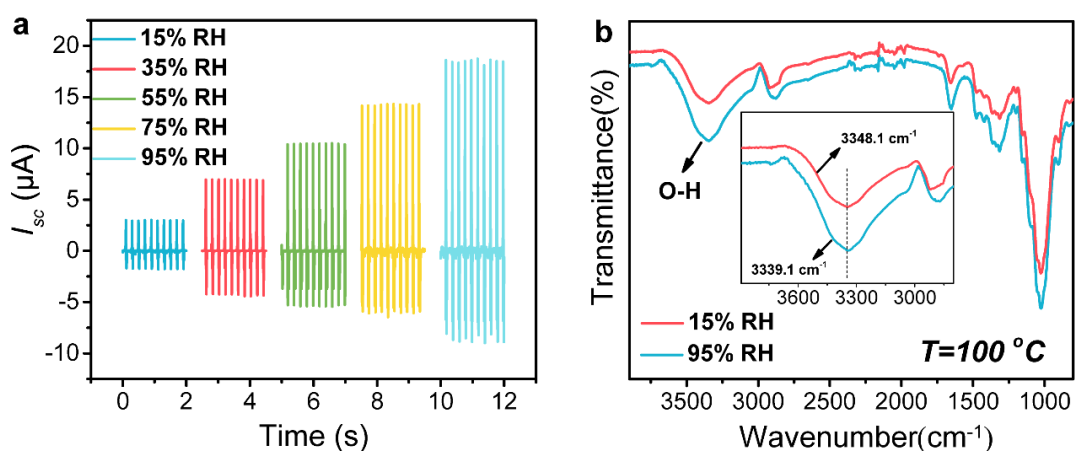 a
15% RH
35% RH
55% RH
75% RH
95% RH
20
15
10
5
0
-5
-10
I_sc (μA)
0 2 4 6 8 10 12
Time (s)
b
Transmittance(%)
O-H
3348.1 cm⁻¹
3339.1 cm⁻¹
3600 3300 3000
15% RH
95% RH
T=100 °C
3500 3000 2500 2000 1500 1000
Wavenumber(cm⁻¹)